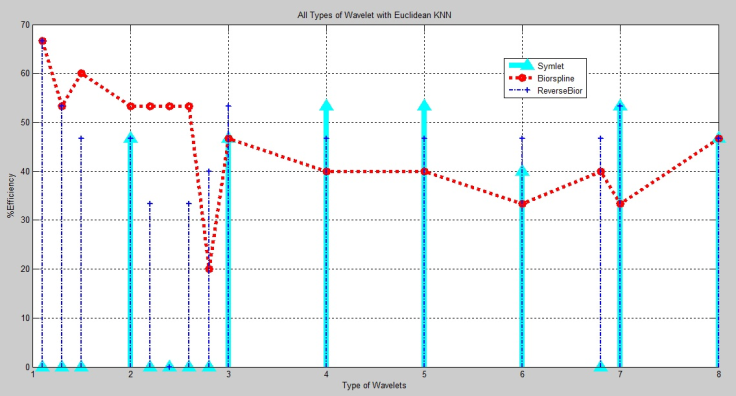 All Types of Wavelet with Euclidean KNN
70
60
50
40
30
20
10
0
%Efficiency
Symlet
Biorspline
ReverseBior
1 2 3 4 5 6 7 8
Type of Wavelets